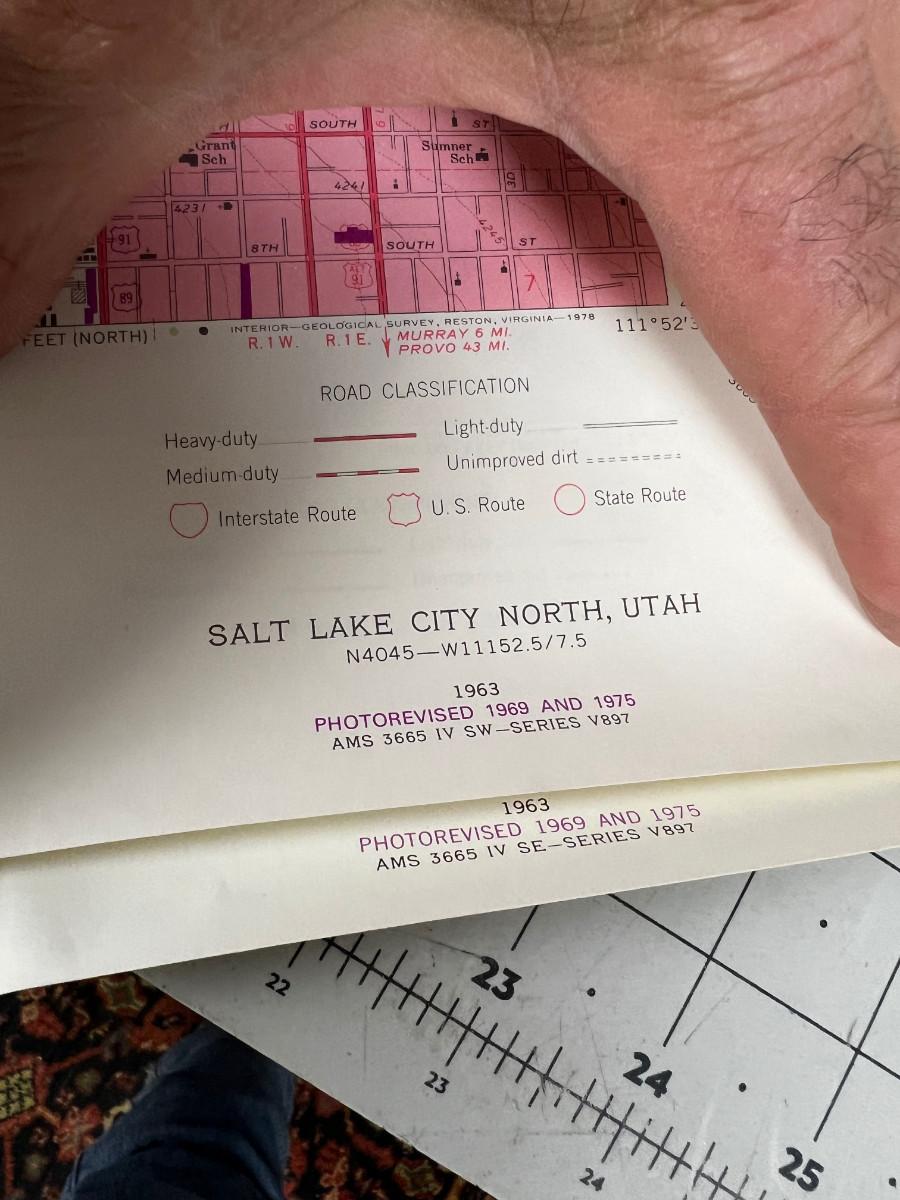 SOUTH
ST
Grant
Sch
Sumner
Sch
4241
3D
4231
4245
91
8TH
SOUTH
ST
ALT
91
7
89
FEET (NORTH)
INTERIOR—GEOLOGICAL SURVEY, RESTON, VIRGINIA—1978
111°52'3
R. 1 W. R. 1 E. MURRAY 6 MI.
PROVO 43 MI.
ROAD CLASSIFICATION
Heavy-duty
Light-duty
Medium-duty
Unimproved dirt
Interstate Route
U. S. Route
State Route
SALT LAKE CITY NORTH, UTAH
N4045—W11152.5/7.5
1963
PHOTOREVISED 1969 AND 1975
AMS 3665 IV SW—SERIES V897
1963
PHOTOREVISED 1969 AND 1975
AMS 3665 IV SE—SERIES V897
22
23
23
24
24
25